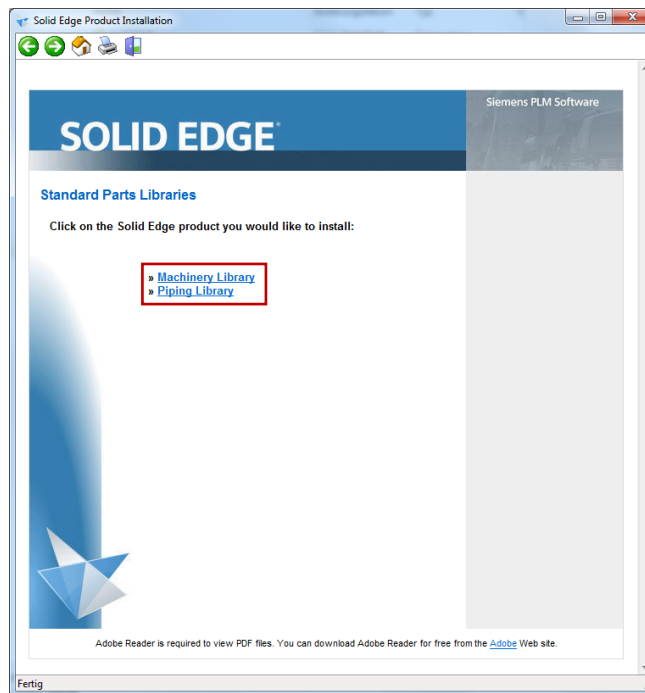 Solid Edge Product Installation
Siemens PLM Software
SOLID EDGE
Standard Parts Libraries
Click on the Solid Edge product you would like to install:
» Machinery Library
» Piping Library
Adobe Reader is required to view PDF files. You can download Adobe Reader for free from the Adobe Web site.
Fertig